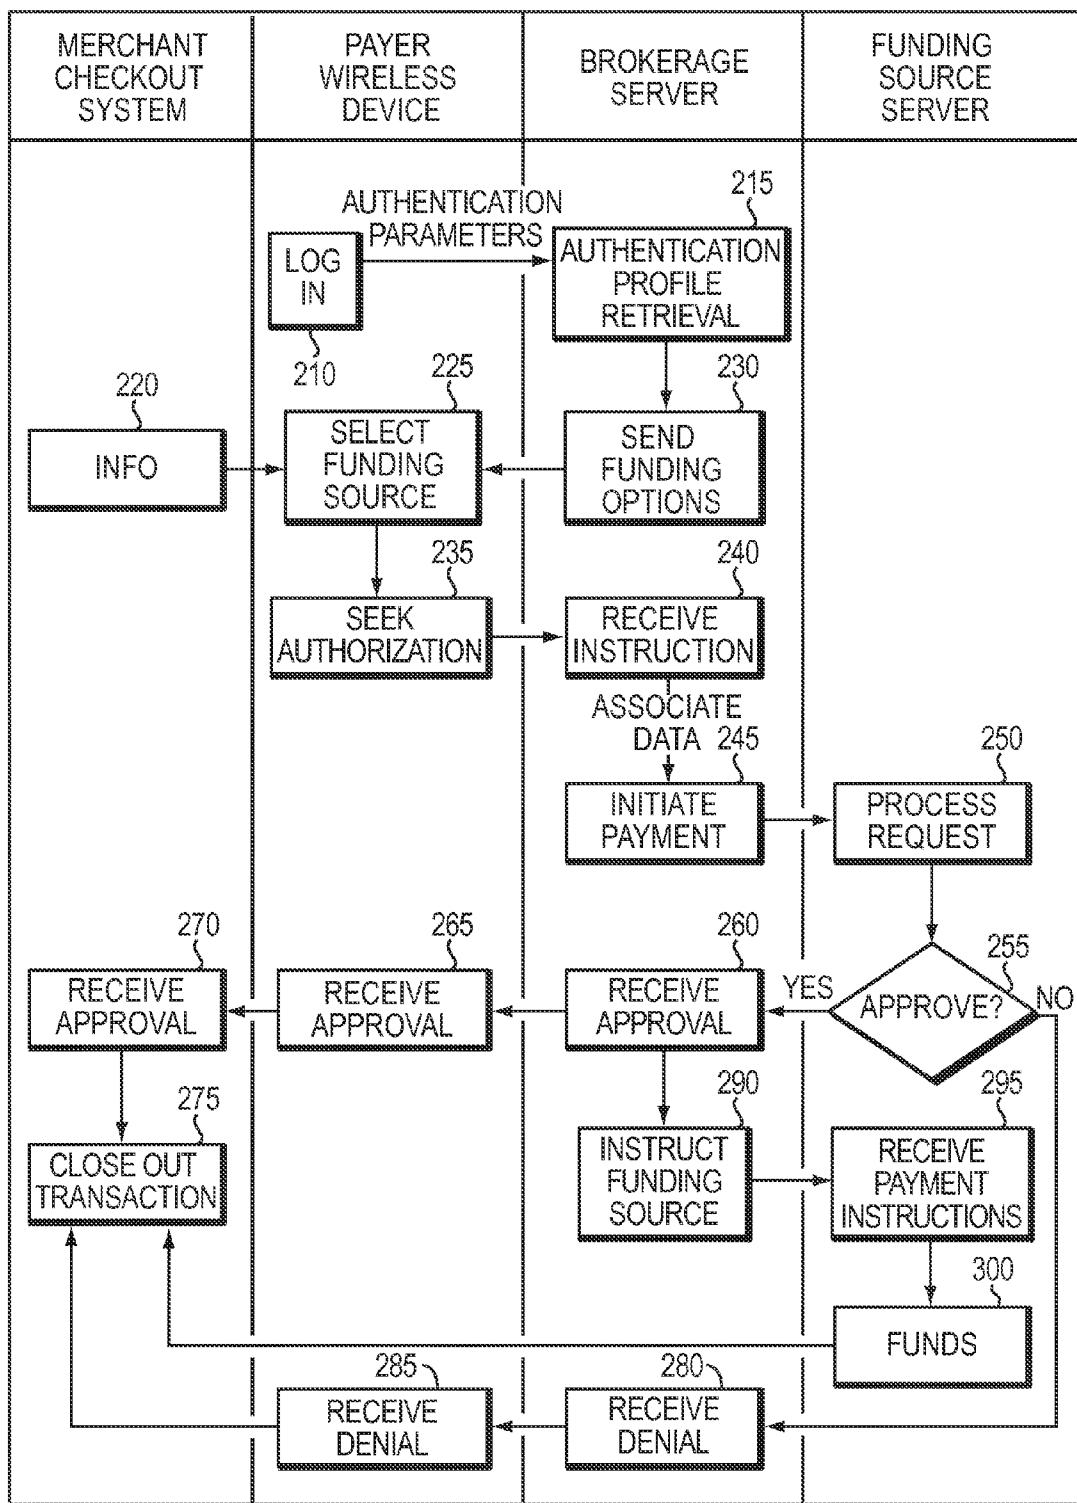 MERCHANT
CHECKOUT
SYSTEM
PAYER
WIRELESS
DEVICE
BROKERAGE
SERVER
FUNDING
SOURCE
SERVER
AUTHENTICATION
PARAMETERS
LOG
IN
210
215
AUTHENTICATION
PROFILE
RETRIEVAL
220
INFO
225
SELECT
FUNDING
SOURCE
230
SEND
FUNDING
OPTIONS
235
SEEK
AUTHORIZATION
240
RECEIVE
INSTRUCTION
ASSOCIATE
DATA
245
INITIATE
PAYMENT
250
PROCESS
REQUEST
255
APPROVE?
YES
NO
260
RECEIVE
APPROVAL
265
RECEIVE
APPROVAL
270
RECEIVE
APPROVAL
275
CLOSE OUT
TRANSACTION
290
INSTRUCT
FUNDING
SOURCE
295
RECEIVE
PAYMENT
INSTRUCTIONS
300
FUNDS
280
RECEIVE
DENIAL
285
RECEIVE
DENIAL